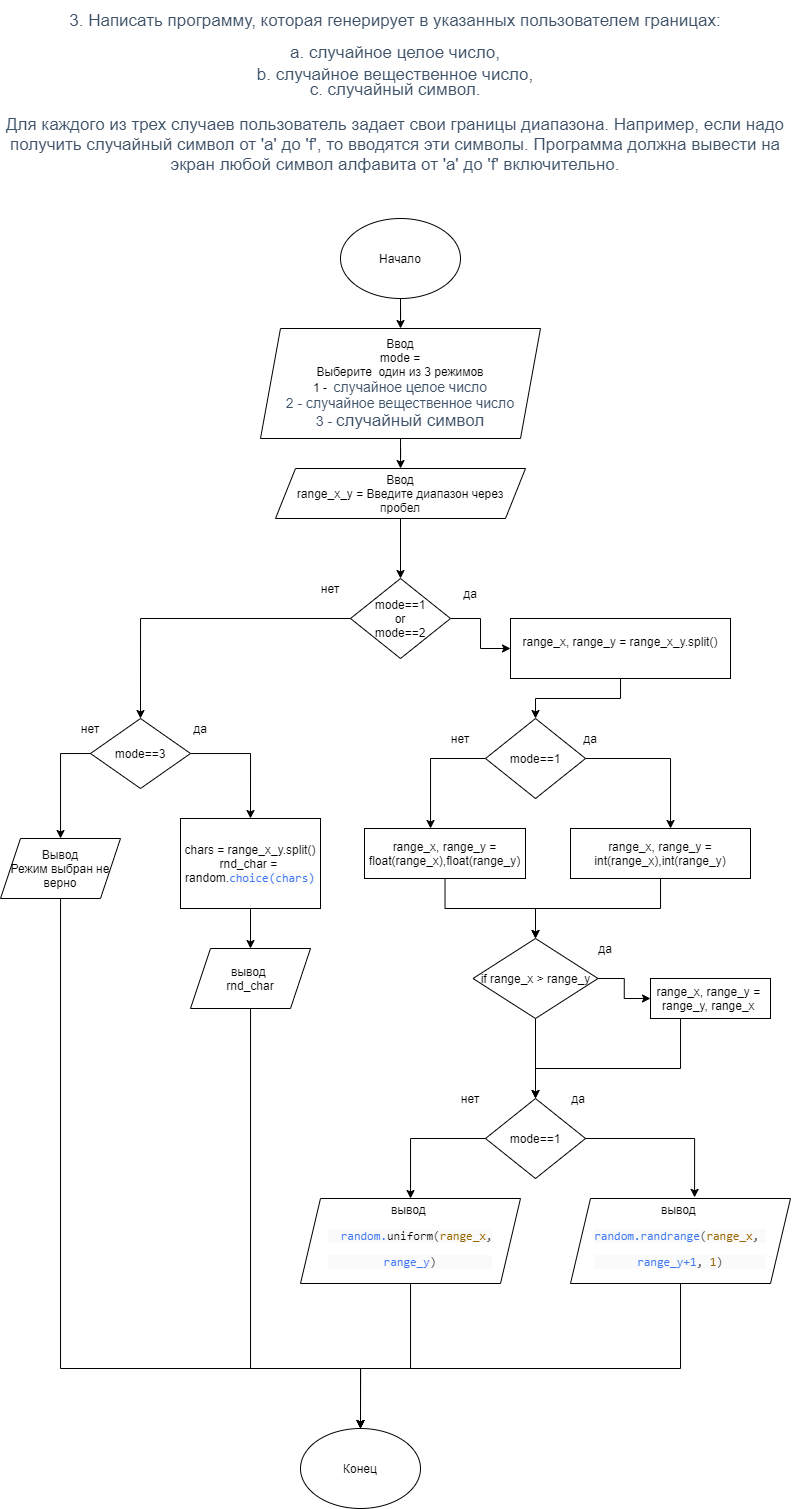 3. Написать программу, которая генерирует в указанных пользователем границах:
a. случайное целое число,
b. случайное вещественное число,
c. случайный символ.
Для каждого из трех случаев пользователь задает свои границы диапазона. Например, если надо
получить случайный символ от 'a' до 'f', то вводятся эти символы. Программа должна вывести на
экран любой символ алфавита от 'a' до 'f' включительно.
Начало
Ввод
mode =
Выберите один из 3 режимов
1 - случайное целое число
2 - случайное вещественное число
3 - случайный символ
Ввод
range_x_y = Введите диапазон через
пробел
нет
да
mode==1
or
mode==2
range_x, range_y = range_x_y.split()
нет
да
mode==3
нет
да
mode==1
Вывод
Режим выбран не
верно
chars = range_x_y.split()
rnd_char =
random.choice(chars)
range_x, range_y =
float(range_x),float(range_y)
range_x, range_y =
int(range_x),int(range_y)
вывод
rnd_char
да
if range_x > range_y
range_x, range_y =
range_y, range_x
нет
да
mode==1
вывод
random.uniform(range_x,
range_y)
вывод
random.randrange(range_x,
range_y+1, 1)
Конец